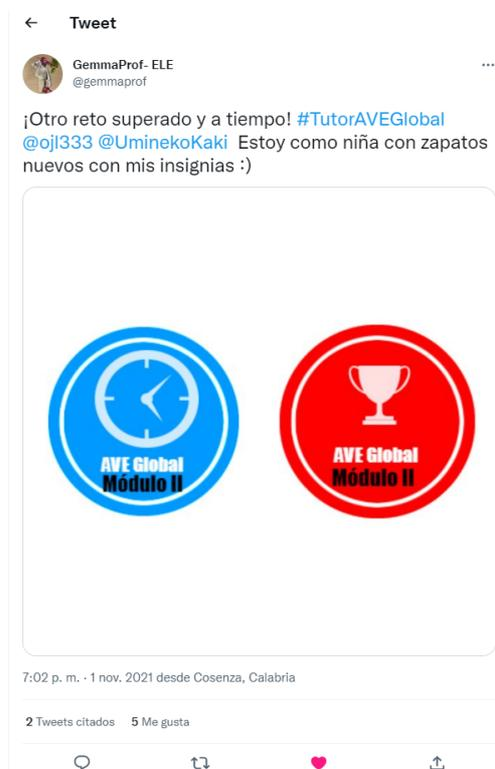 Tweet
GemmaProf- ELE
@gemmaprof
¡Otro reto superado y a tiempo! #TutorAVEGlobal
@ojl333 @UminekoKaki Estoy como niña con zapatos
nuevos con mis insignias :)
AVE Global
Módulo II
AVE Global
Módulo II
7:02 p. m. · 1 nov. 2021 desde Cosenza, Calabria
2 Tweets citados 5 Me gusta